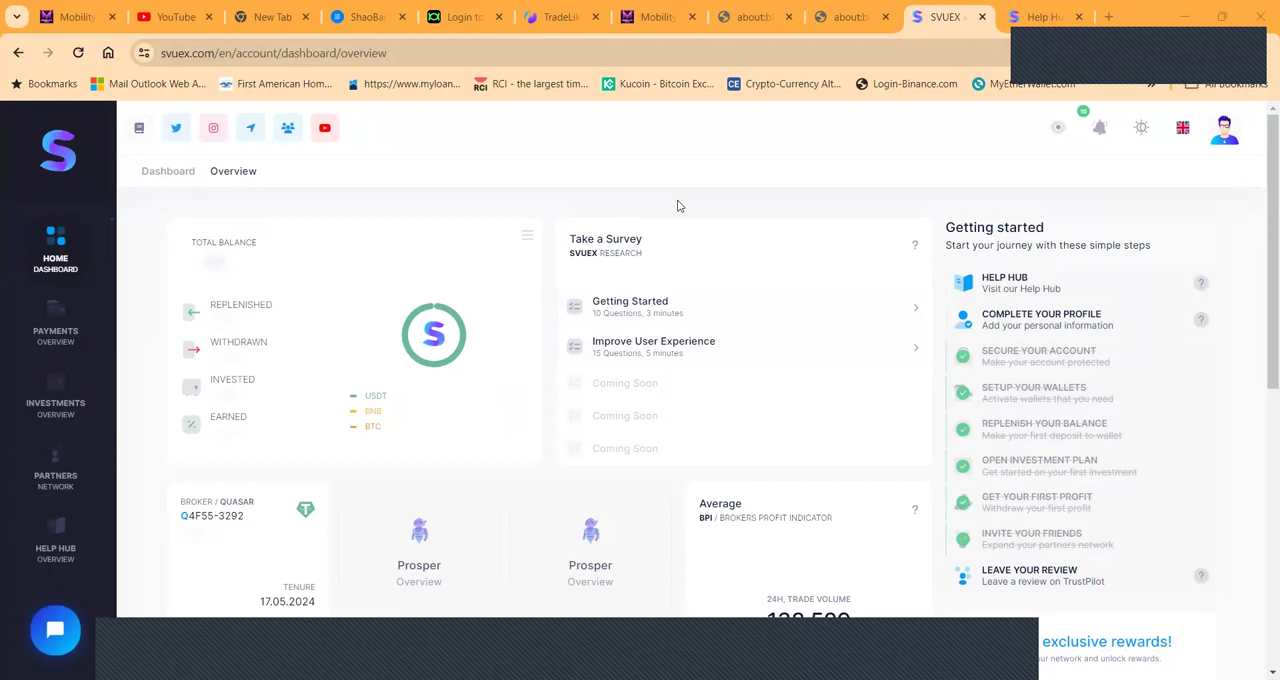 Mobility
YouTube
New Tab
ShaoBa
Login to
TradeLi
Mobility
about:b
about:b
SVUEX
Help Hu
svuex.com/en/account/dashboard/overview
Bookmarks
Mail Outlook Web A...
First American Hom...
https://www.myloan...
RCI - the largest tim...
Kucoin - Bitcoin Exc...
Crypto-Currency Alt...
Login-Binance.com
MyEtherWallet.com
All Bookmarks
10
Dashboard
Overview
HOME
DASHBOARD
PAYMENTS
OVERVIEW
INVESTMENTS
OVERVIEW
PARTNERS
NETWORK
HELP HUB
OVERVIEW
TOTAL BALANCE
REPLENISHED
WITHDRAWN
INVESTED
EARNED
USDT
BNB
BTC
Take a Survey
SVUEX RESEARCH
?
Getting Started
10 Questions, 3 minutes
Improve User Experience
15 Questions, 5 minutes
Coming Soon
Coming Soon
Coming Soon
Getting started
Start your journey with these simple steps
HELP HUB
Visit our Help Hub
?
COMPLETE YOUR PROFILE
Add your personal information
?
SECURE YOUR ACCOUNT
Make your account protected
SETUP YOUR WALLETS
Activate wallets that you need
REPLENISH YOUR BALANCE
Make your first deposit to wallet
OPEN INVESTMENT PLAN
Get started on your first investment
GET YOUR FIRST PROFIT
Withdraw your first profit
INVITE YOUR FRIENDS
Expand your partners network
LEAVE YOUR REVIEW
Leave a review on TrustPilot
?
BROKER / QUASAR
Q4F55-3292
TENURE
17.05.2024
Prosper
Overview
Prosper
Overview
Average
BPI / BROKERS PROFIT INDICATOR
?
24H, TRADE VOLUME
exclusive rewards!
network and unlock rewards.